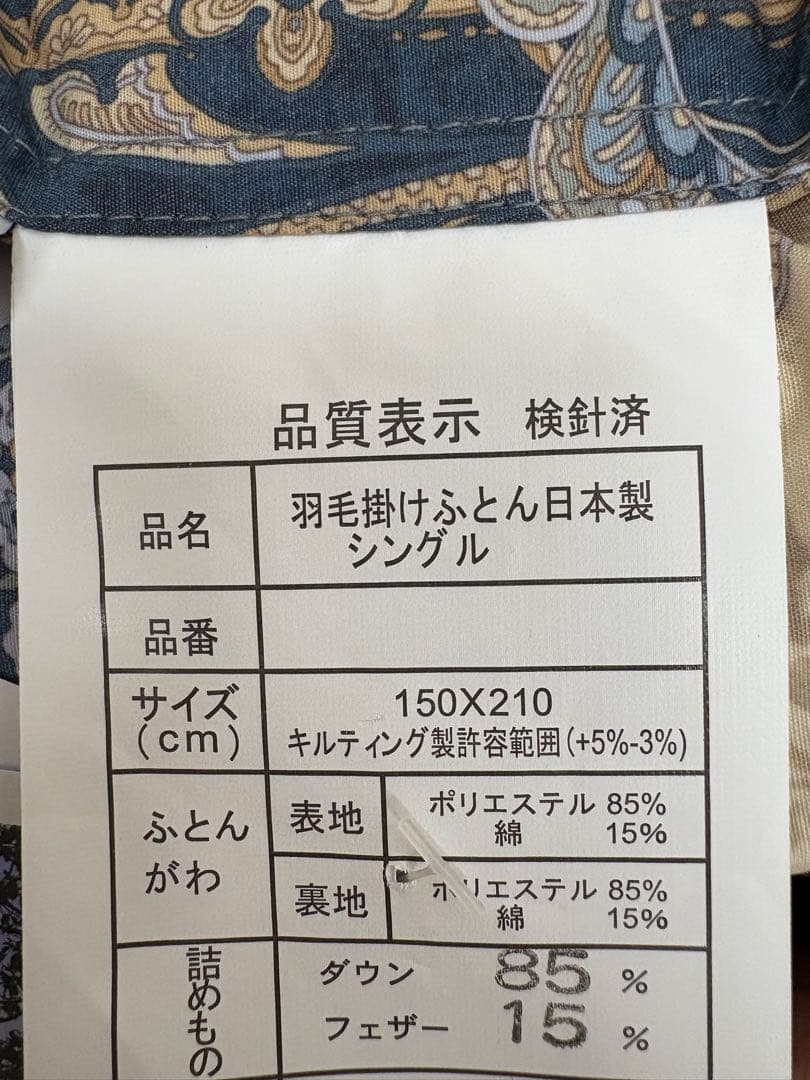 品質表示 検針済
品名 羽毛掛けふとん日本製
シングル
品番
サイズ
(cm)
150X210
キルティング製許容範囲(+5%-3%)
ふとん
がわ
表地
ポリエステル 85%
綿 15%
裏地
ポリエステル 85%
綿 15%
詰めもの
ダウン 85 %
フェザー 15 %